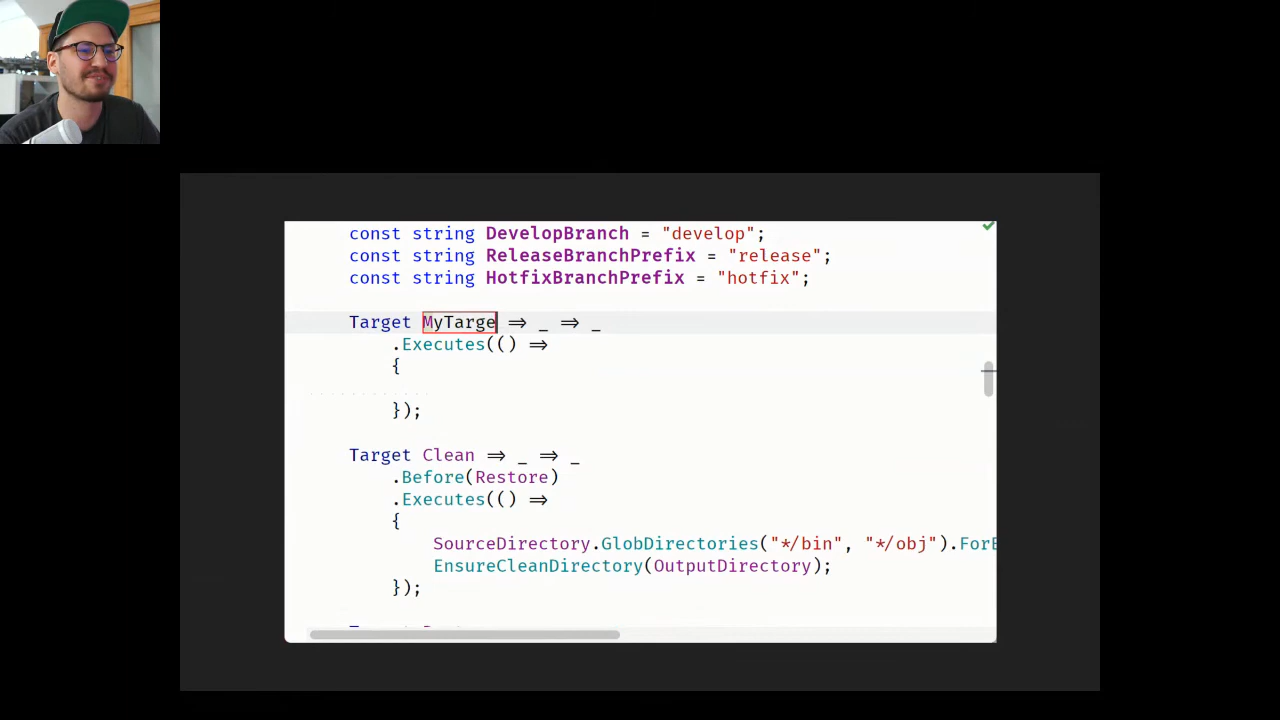 const string DevelopBranch = "develop";
const string ReleaseBranchPrefix = "release";
const string HotfixBranchPrefix = "hotfix";
Target MyTarge ⇒ _ ⇒ _
.Executes(() ⇒
{
});
Target Clean ⇒ _ ⇒ _
.Before(Restore)
.Executes(() ⇒
{
SourceDirectory.GlobDirectories("*/bin", "*/obj").ForE
EnsureCleanDirectory(OutputDirectory);
});